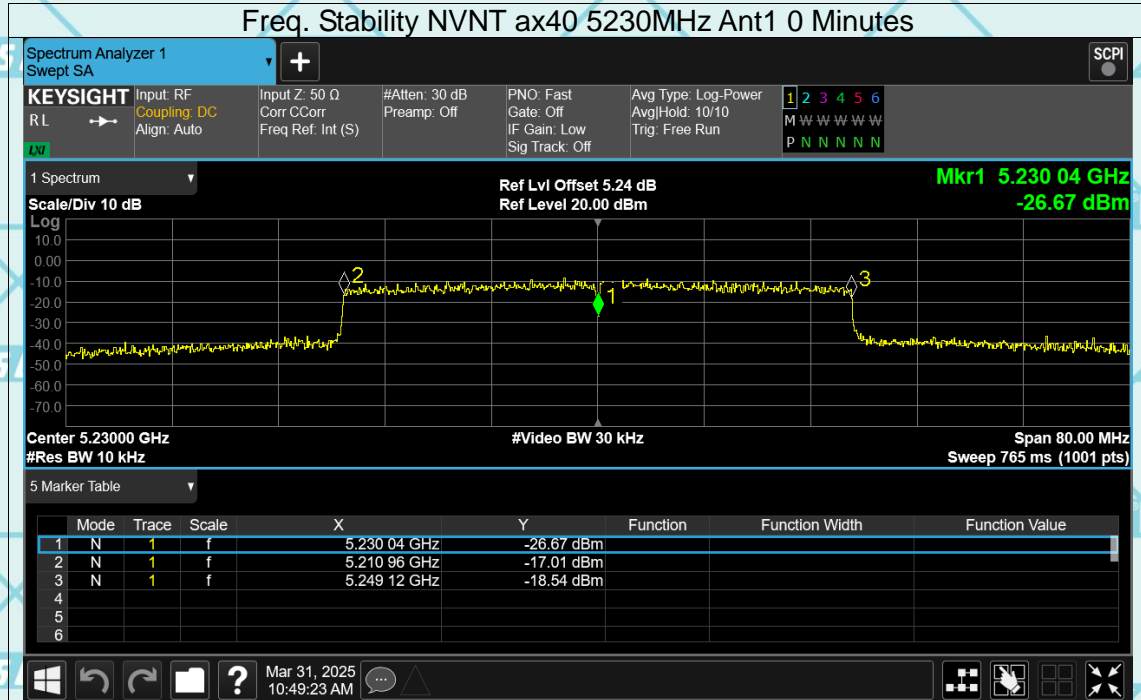 Freq. Stability NVNT ax40 5230MHz Ant1 0 Minutes
Spectrum Analyzer 1
Swept SA
+
SCPI
KEYSIGHT
R L
LXI
Input: RF
Coupling: DC
Align: Auto
Input Z: 50 Ω
Corr CCorr
Freq Ref: Int (S)
#Atten: 30 dB
Preamp: Off
PNO: Fast
Gate: Off
IF Gain: Low
Sig Track: Off
Avg Type: Log-Power
Avg|Hold: 10/10
Trig: Free Run
1 2 3 4 5 6
M W W W W W
P N N N N N
1 Spectrum
Scale/Div 10 dB
Ref Lvl Offset 5.24 dB
Ref Level 20.00 dBm
Mkr1 5.230 04 GHz
-26.67 dBm
Log
10.0
0.00
-10.0
-20.0
-30.0
-40.0
-50.0
-60.0
-70.0
2
1
3
Center 5.23000 GHz
#Video BW 30 kHz
Span 80.00 MHz
#Res BW 10 kHz
Sweep 765 ms (1001 pts)
5 Marker Table
Mode Trace Scale X Y Function Function Width Function Value
1 N 1 f 5.230 04 GHz -26.67 dBm
2 N 1 f 5.210 96 GHz -17.01 dBm
3 N 1 f 5.249 12 GHz -18.54 dBm
4
5
6
?
Mar 31, 2025
10:49:23 AM